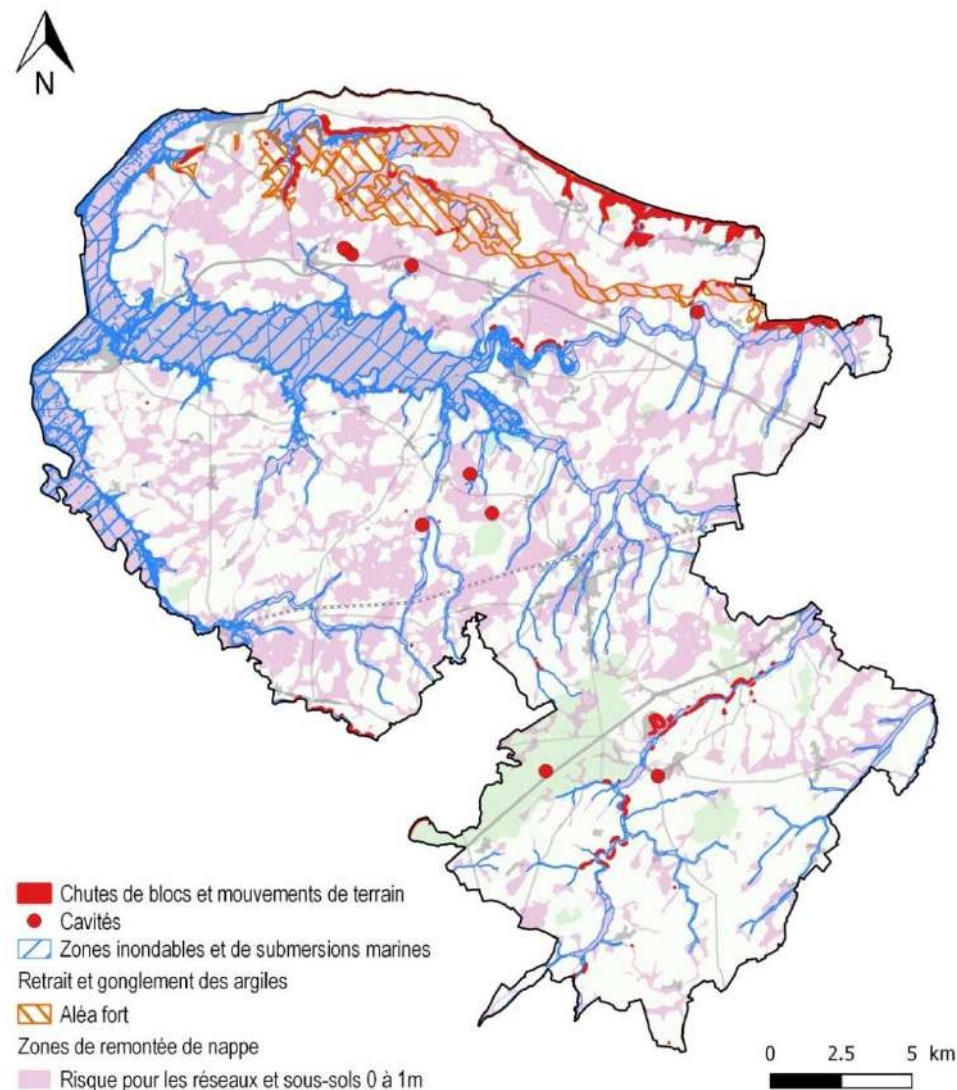 N
Chutes de blocs et mouvements de terrain
Cavités
Zones inondables et de submersions marines
Retrait et gonglement des argiles
Aléa fort
Zones de remontée de nappe
Risque pour les réseaux et sous-sols 0 à 1m
0 2.5 5 km